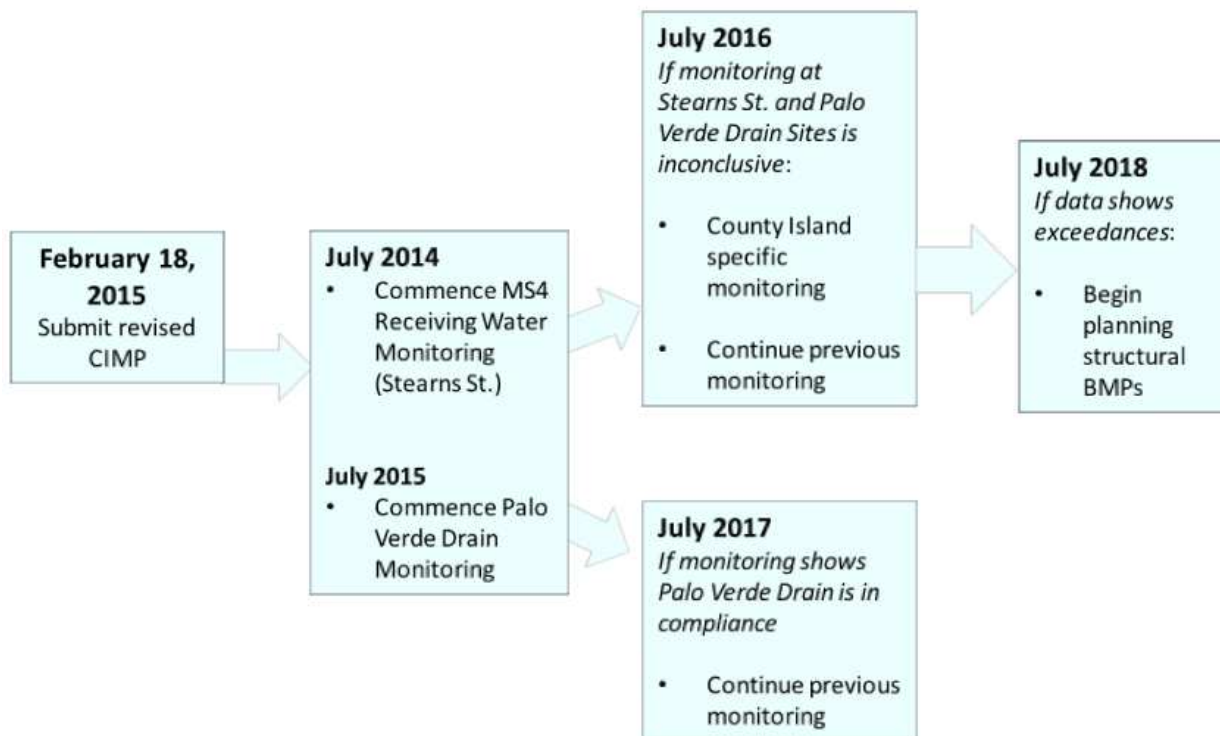 February 18,
2015
Submit revised
CIMP
July 2014
• Commence MS4
Receiving Water
Monitoring
(Stearns St.)
July 2015
• Commence Palo
Verde Drain
Monitoring
July 2016
If monitoring at
Stearns St. and Palo
Verde Drain Sites is
inconclusive:
• County Island
specific
monitoring
• Continue previous
monitoring
July 2017
If monitoring shows
Palo Verde Drain is in
compliance
• Continue previous
monitoring
July 2018
If data shows
exceedances:
• Begin
planning
structural
BMPs